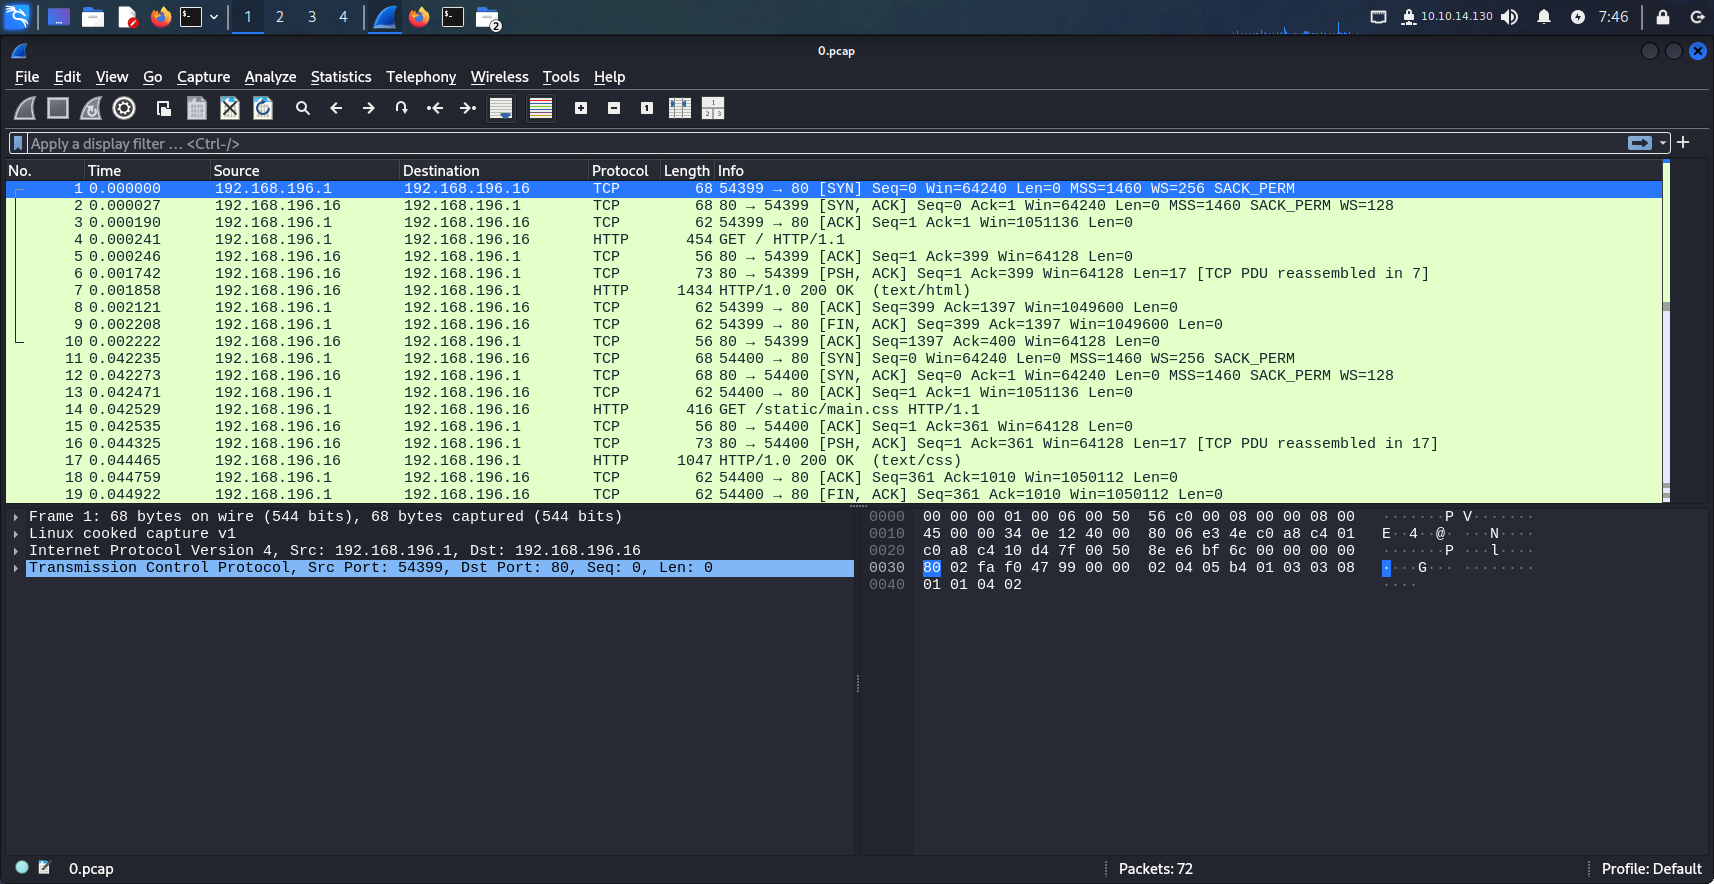 1 2 3 4 2 10.10.14.130 7:46
0.pcap
File Edit View Go Capture Analyze Statistics Telephony Wireless Tools Help
Apply a display filter … <Ctrl-/>
No. Time Source Destination Protocol Length Info
1 0.000000 192.168.196.1 192.168.196.16 TCP 68 54399 → 80 [SYN] Seq=0 Win=64240 Len=0 MSS=1460 WS=256 SACK_PERM
2 0.000027 192.168.196.16 192.168.196.1 TCP 68 80 → 54399 [SYN, ACK] Seq=0 Ack=1 Win=64240 Len=0 MSS=1460 SACK_PERM WS=128
3 0.000190 192.168.196.1 192.168.196.16 TCP 62 54399 → 80 [ACK] Seq=1 Ack=1 Win=1051136 Len=0
4 0.000241 192.168.196.1 192.168.196.16 HTTP 454 GET / HTTP/1.1
5 0.000246 192.168.196.16 192.168.196.1 TCP 56 80 → 54399 [ACK] Seq=1 Ack=399 Win=64128 Len=0
6 0.001742 192.168.196.16 192.168.196.1 TCP 73 80 → 54399 [PSH, ACK] Seq=1 Ack=399 Win=64128 Len=17 [TCP PDU reassembled in 7]
7 0.001858 192.168.196.16 192.168.196.1 HTTP 1434 HTTP/1.0 200 OK  (text/html)
8 0.002121 192.168.196.1 192.168.196.16 TCP 62 54399 → 80 [ACK] Seq=399 Ack=1397 Win=1049600 Len=0
9 0.002208 192.168.196.1 192.168.196.16 TCP 62 54399 → 80 [FIN, ACK] Seq=399 Ack=1397 Win=1049600 Len=0
10 0.002222 192.168.196.16 192.168.196.1 TCP 56 80 → 54399 [ACK] Seq=1397 Ack=400 Win=64128 Len=0
11 0.042235 192.168.196.1 192.168.196.16 TCP 68 54400 → 80 [SYN] Seq=0 Win=64240 Len=0 MSS=1460 WS=256 SACK_PERM
12 0.042273 192.168.196.16 192.168.196.1 TCP 68 80 → 54400 [SYN, ACK] Seq=0 Ack=1 Win=64240 Len=0 MSS=1460 SACK_PERM WS=128
13 0.042471 192.168.196.1 192.168.196.16 TCP 62 54400 → 80 [ACK] Seq=1 Ack=1 Win=1051136 Len=0
14 0.042529 192.168.196.1 192.168.196.16 HTTP 416 GET /static/main.css HTTP/1.1
15 0.042535 192.168.196.16 192.168.196.1 TCP 56 80 → 54400 [ACK] Seq=1 Ack=361 Win=64128 Len=0
16 0.044325 192.168.196.16 192.168.196.1 TCP 73 80 → 54400 [PSH, ACK] Seq=1 Ack=361 Win=64128 Len=17 [TCP PDU reassembled in 17]
17 0.044465 192.168.196.16 192.168.196.1 HTTP 1047 HTTP/1.0 200 OK  (text/css)
18 0.044759 192.168.196.1 192.168.196.16 TCP 62 54400 → 80 [ACK] Seq=361 Ack=1010 Win=1050112 Len=0
19 0.044922 192.168.196.1 192.168.196.16 TCP 62 54400 → 80 [FIN, ACK] Seq=361 Ack=1010 Win=1050112 Len=0
Frame 1: 68 bytes on wire (544 bits), 68 bytes captured (544 bits)
Linux cooked capture v1
Internet Protocol Version 4, Src: 192.168.196.1, Dst: 192.168.196.16
Transmission Control Protocol, Src Port: 54399, Dst Port: 80, Seq: 0, Len: 0
0000 00 00 00 01 00 06 00 50 56 c0 00 08 00 00 08 00 ·······P V·······
0010 45 00 00 34 0e 12 40 00 80 06 e3 4e c0 a8 c4 01 E··4··@· ···N····
0020 c0 a8 c4 10 d4 7f 00 50 8e e6 bf 6c 00 00 00 00 ·······P ···l····
0030 80 02 fa f0 47 99 00 00 02 04 05 b4 01 03 03 08 ····G··· ········
0040 01 01 04 02 ····
0.pcap Packets: 72 Profile: Default